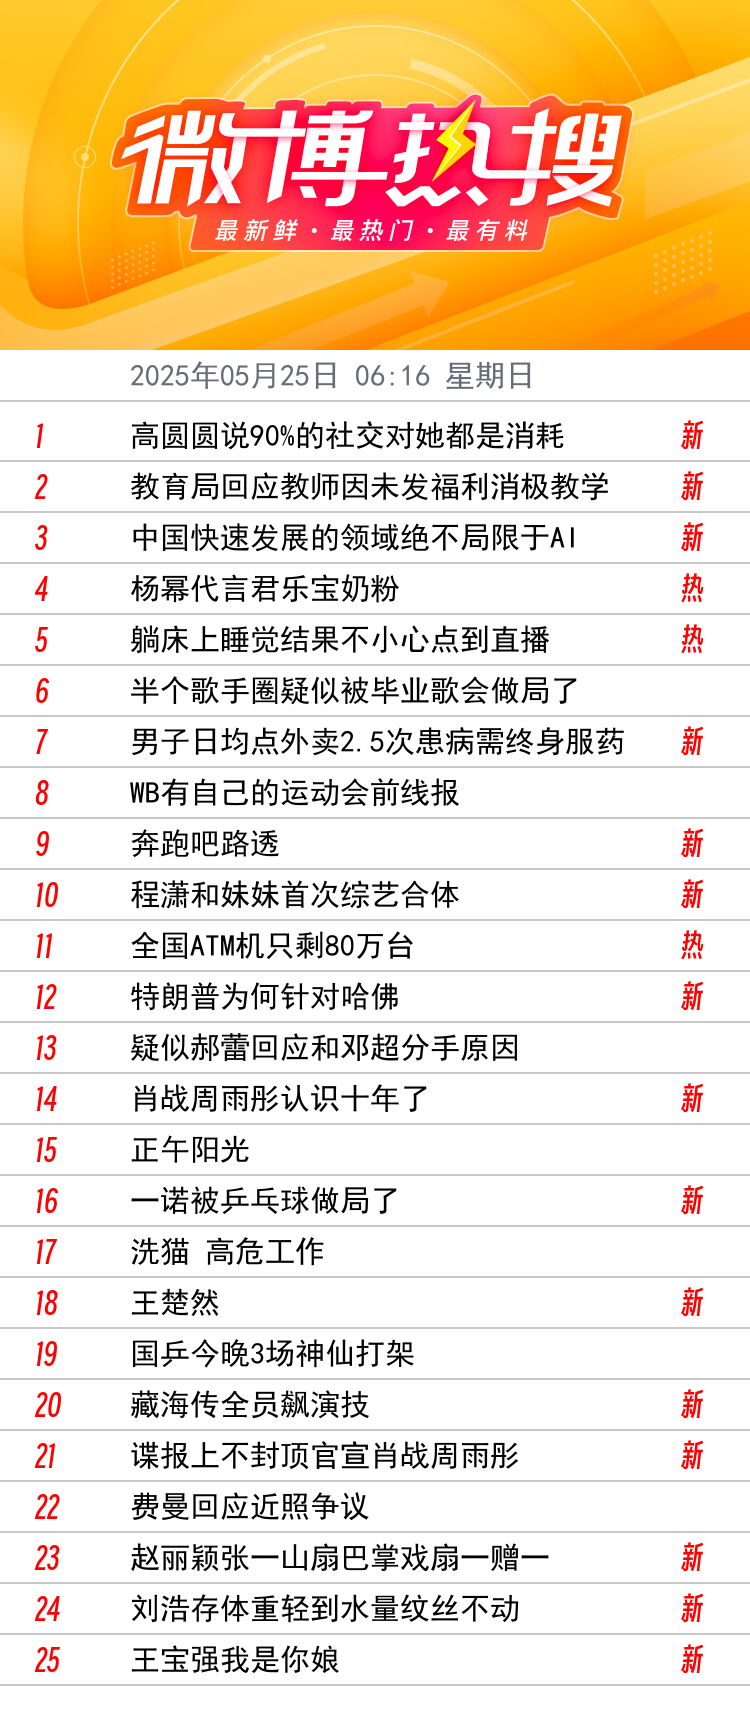 微博热搜
最新鲜·最热门·最有料
2025年05月25日 06:16 星期日
1 高圆圆说90%的社交对她都是消耗 新
2 教育局回应教师因未发福利消极教学 新
3 中国快速发展的领域绝不局限于AI 新
4 杨幂代言君乐宝奶粉 热
5 躺床上睡觉结果不小心点到直播 热
6 半个歌手圈疑似被毕业歌会做局了
7 男子日均点外卖2.5次患病需终身服药 新
8 WB有自己的运动会前线报
9 奔跑吧路透 新
10 程潇和妹妹首次综艺合体 新
11 全国ATM机只剩80万台 热
12 特朗普为何针对哈佛 新
13 疑似郝蕾回应和邓超分手原因
14 肖战周雨彤认识十年了 新
15 正午阳光
16 一诺被乒乓球做局了 新
17 洗猫 高危工作
18 王楚然 新
19 国乒今晚3场神仙打架
20 藏海传全员飙演技 新
21 谍报上不封顶官宣肖战周雨彤 新
22 费曼回应近照争议
23 赵丽颖张一山扇巴掌戏扇一赠一 新
24 刘浩存体重轻到水量纹丝不动 新
25 王宝强我是你娘 新